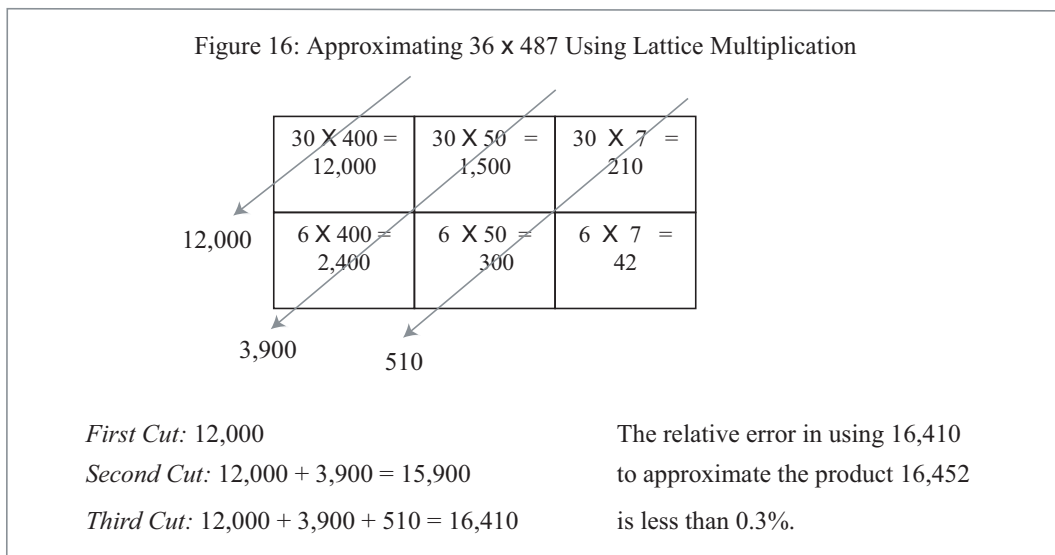 Figure 16: Approximating 36 x 487 Using Lattice Multiplication
30 X 400 =
12,000
30 X 50 =
1,500
30 X 7 =
210
12,000
6 X 400 =
2,400
6 X 50 =
300
6 X 7 =
42
3,900
510
First Cut: 12,000
Second Cut: 12,000 + 3,900 = 15,900
Third Cut: 12,000 + 3,900 + 510 = 16,410
The relative error in using 16,410
to approximate the product 16,452
is less than 0.3%.